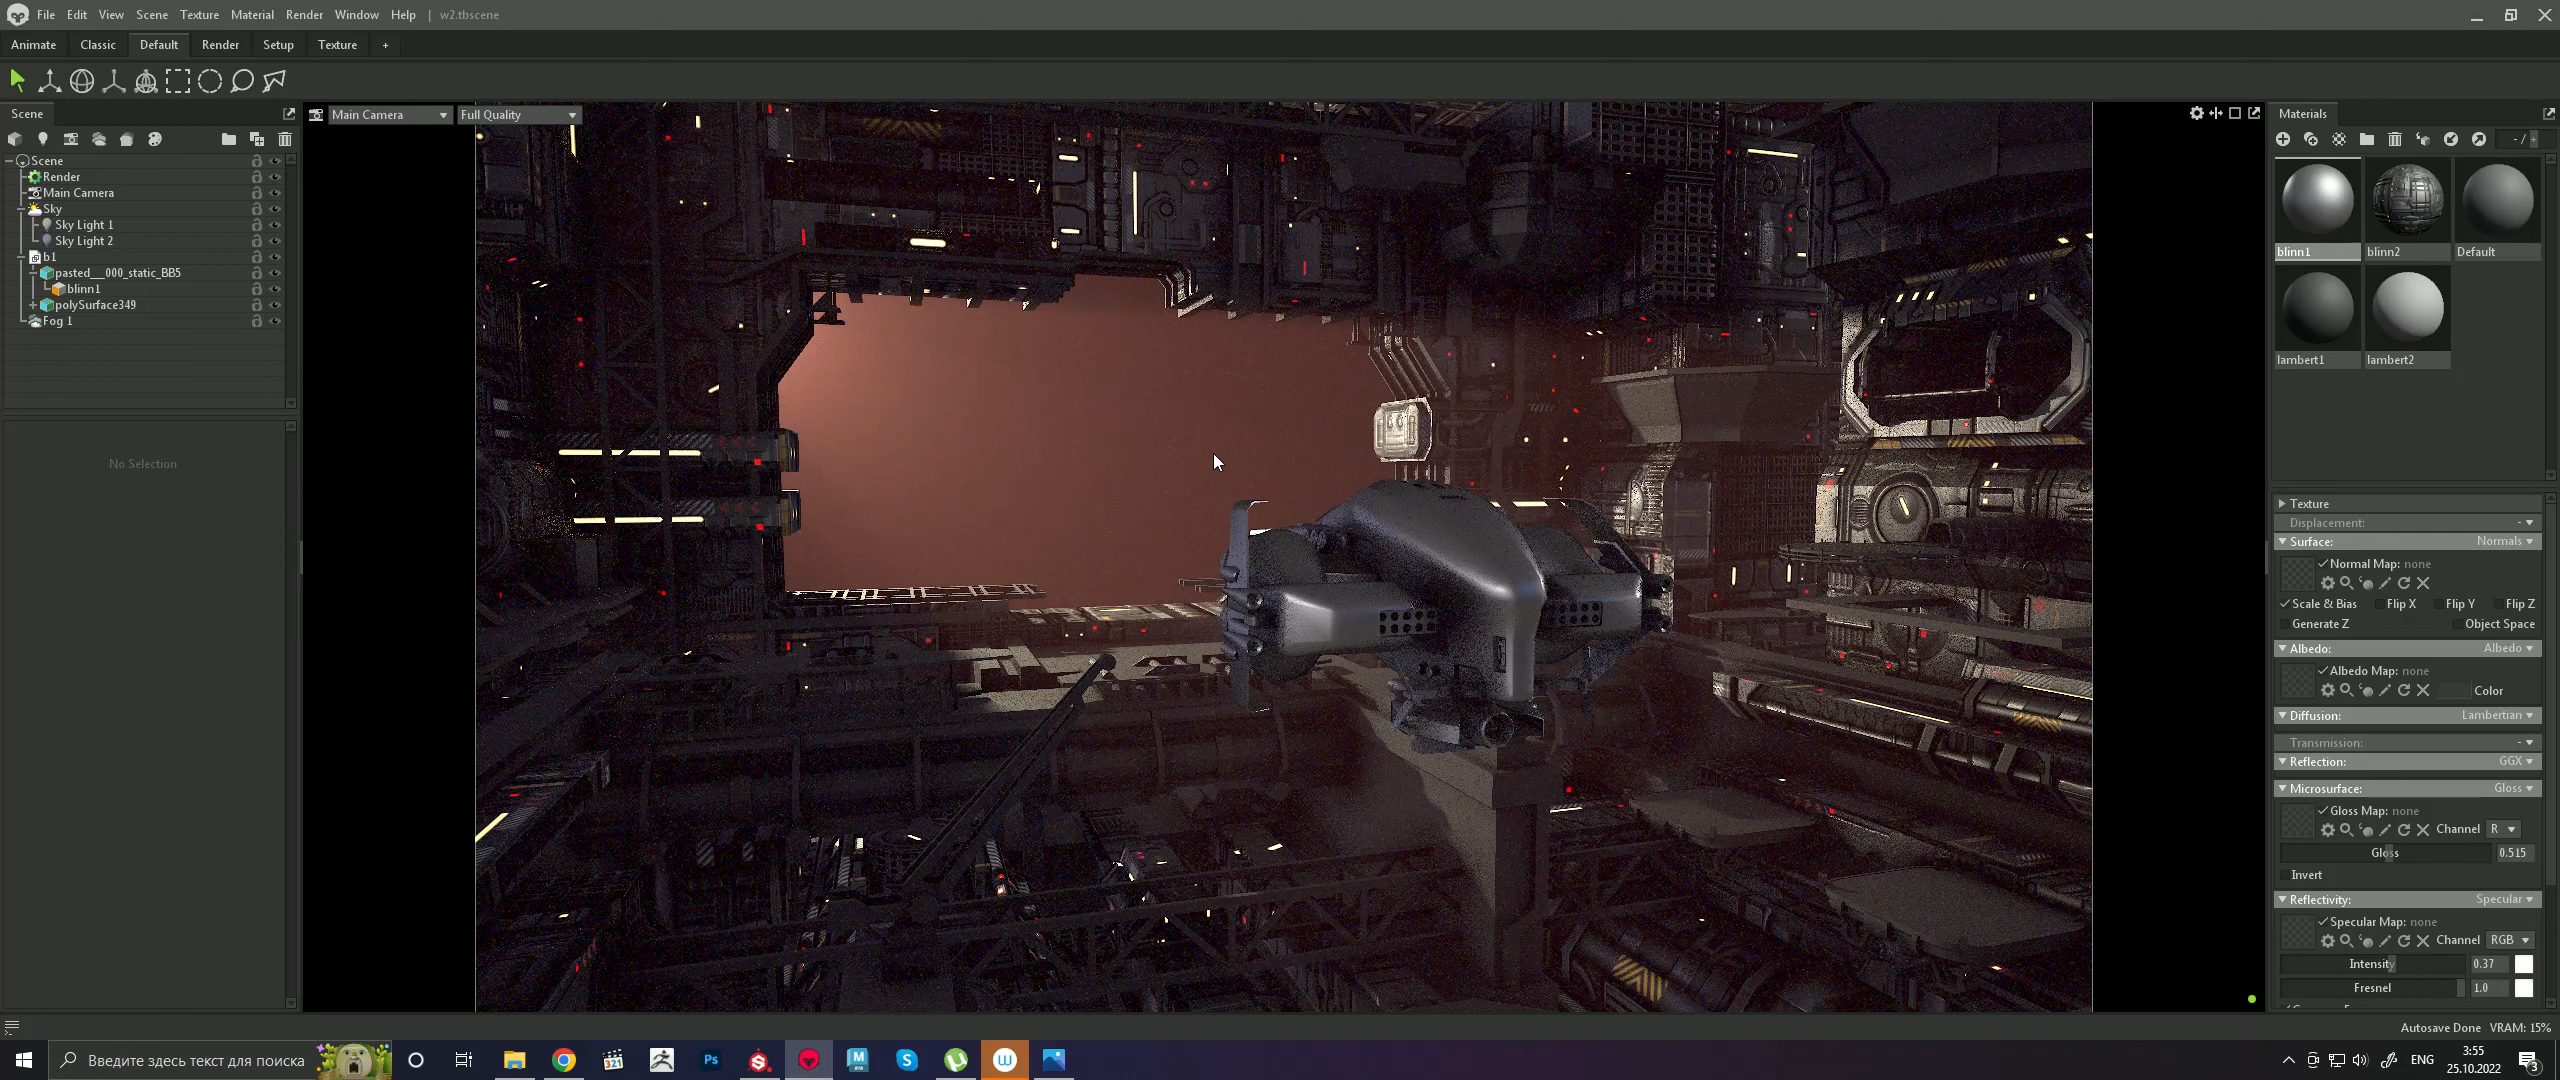 File Edit View Scene Texture Material Render Window Help | w2.tbscene
Animate Classic Default Render Setup Texture +
Scene
Main Camera
Full Quality
Materials
Scene
Render
Main Camera
Sky
Sky Light 1
Sky Light 2
b1
pasted__000_static_BB5
blinn1
polySurface349
Fog 1
No Selection
- /
blinn1 blinn2 Default
lambert1 lambert2
Texture
Displacement: -
Surface: Normals
Normal Map: none
Scale & Bias Flip X Flip Y Flip Z
Generate Z Object Space
Albedo: Albedo
Albedo Map: none
Color
Diffusion: Lambertian
Transmission: -
Reflection: GGX
Microsurface: Gloss
Gloss Map: none
Channel R
Gloss 0.515
Invert
Reflectivity: Specular
Specular Map: none
Channel RGB
Intensity 0.37
Fresnel 1.0
Autosave Done VRAM: 15%
Введите здесь текст для поиска
321
Ps
M
S
W
ENG
3:55
25.10.2022
3